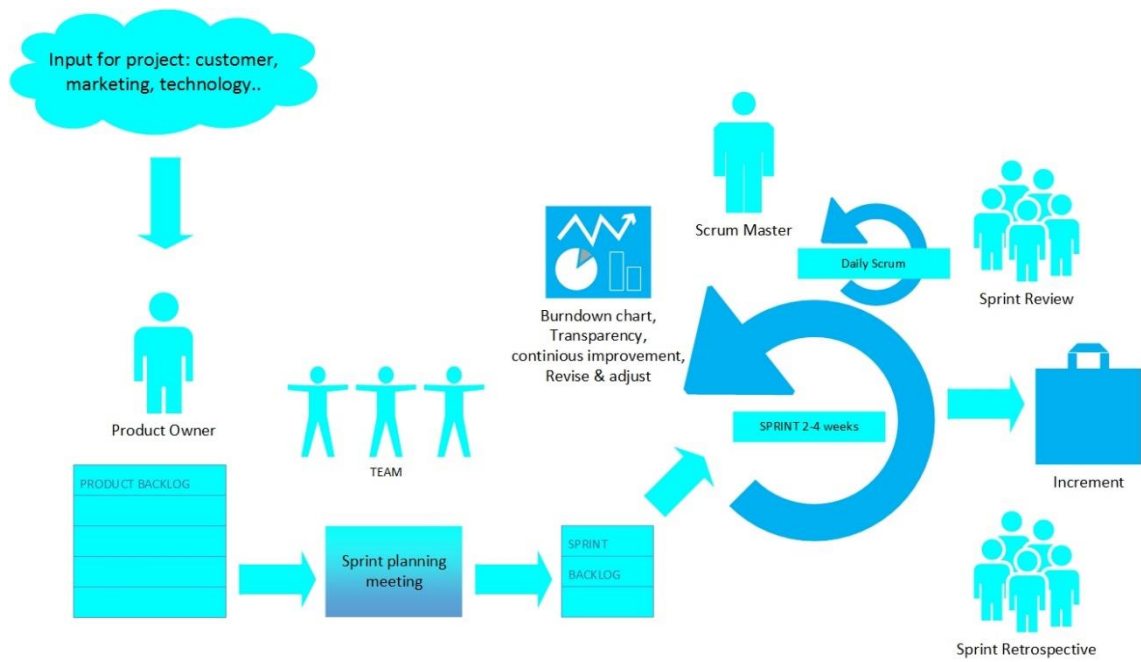 Input for project: customer,
marketing, technology..
Scrum Master
Daily Scrum
Sprint Review
Burndown chart,
Transparency,
continious improvement,
Revise & adjust
Product Owner
TEAM
SPRINT 2-4 weeks
Increment
PRODUCT BACKLOG
Sprint planning
meeting
SPRINT
BACKLOG
Sprint Retrospective